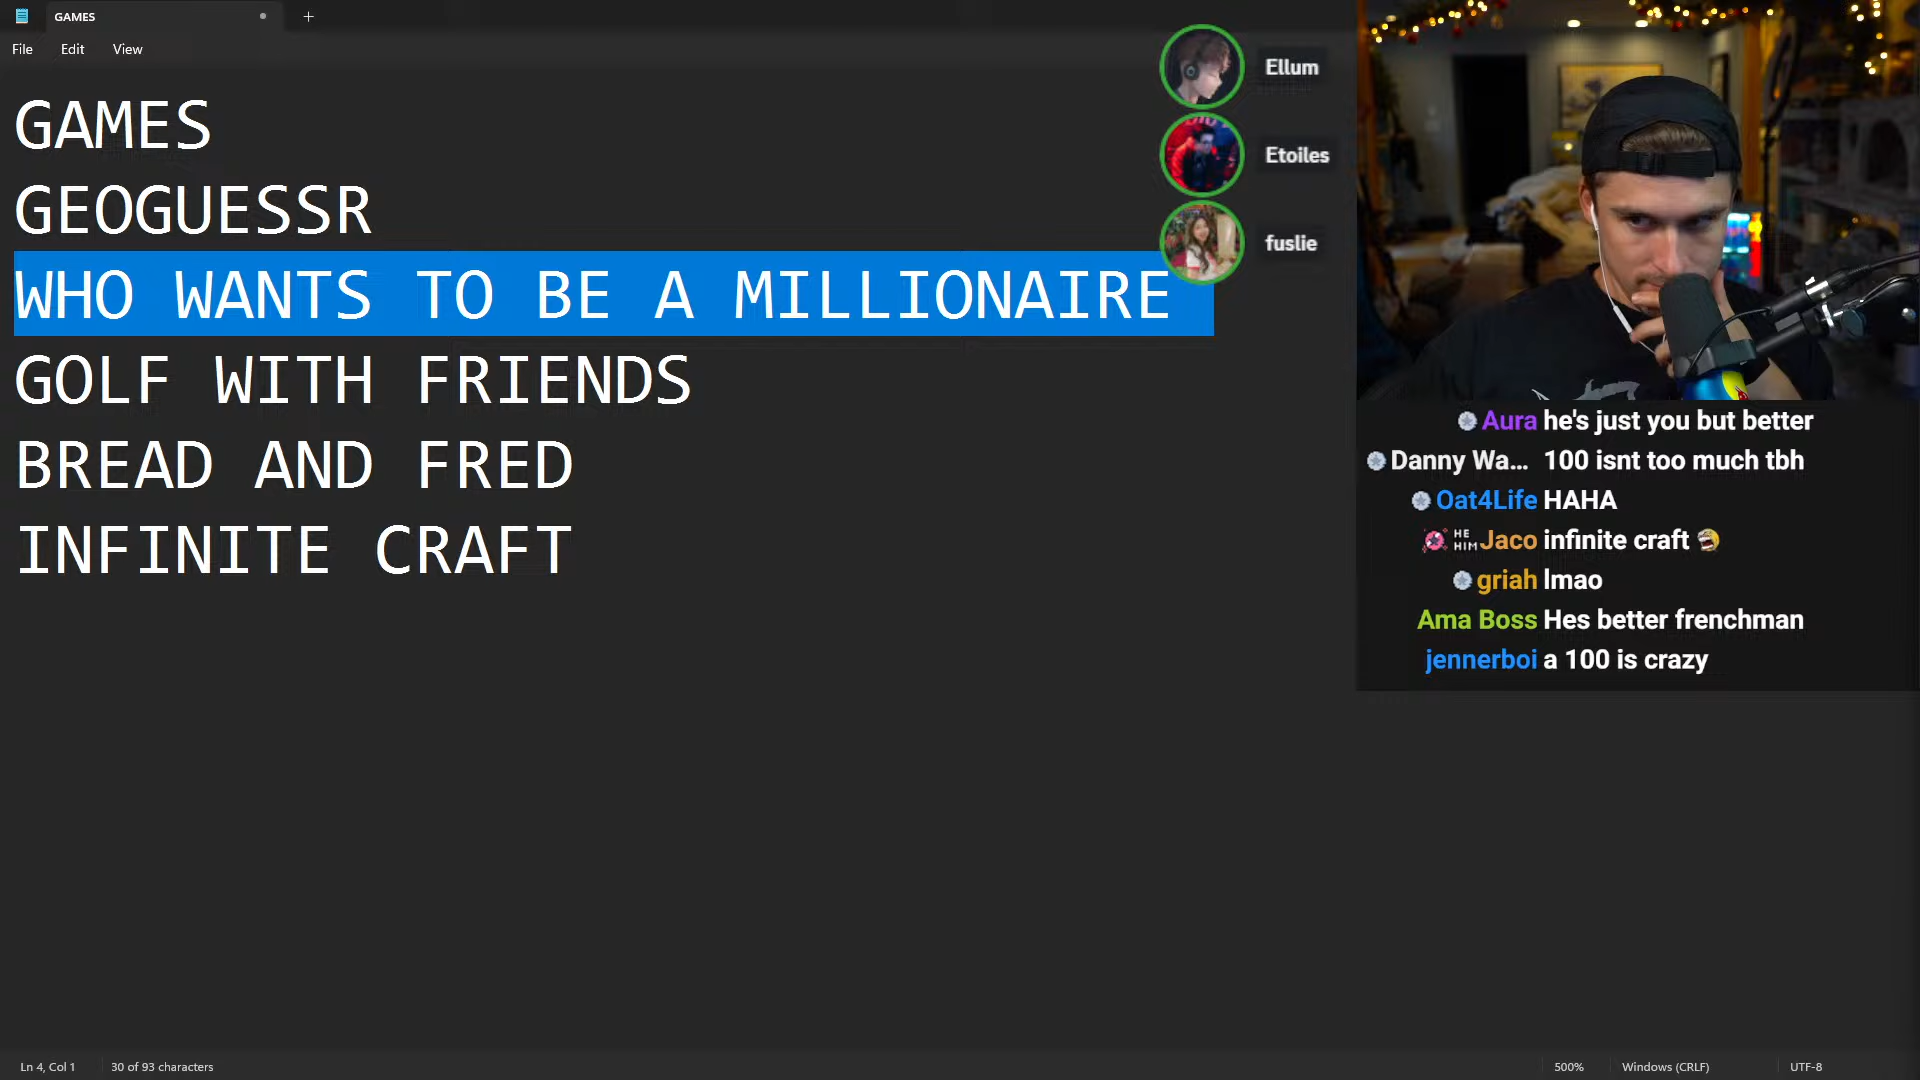 GAMES
File Edit View
GAMES
GEOGUESSR
WHO WANTS TO BE A MILLIONAIRE
GOLF WITH FRIENDS
BREAD AND FRED
INFINITE CRAFT
Ellum
Etoiles
fuslie
Aura he's just you but better
Danny Wa... 100 isnt too much tbh
Oat4Life HAHA
HE HIM Jaco infinite craft
griah lmao
Ama Boss Hes better frenchman
jennerboi a 100 is crazy
Ln 4, Col 1 30 of 93 characters 500% Windows (CRLF) UTF-8